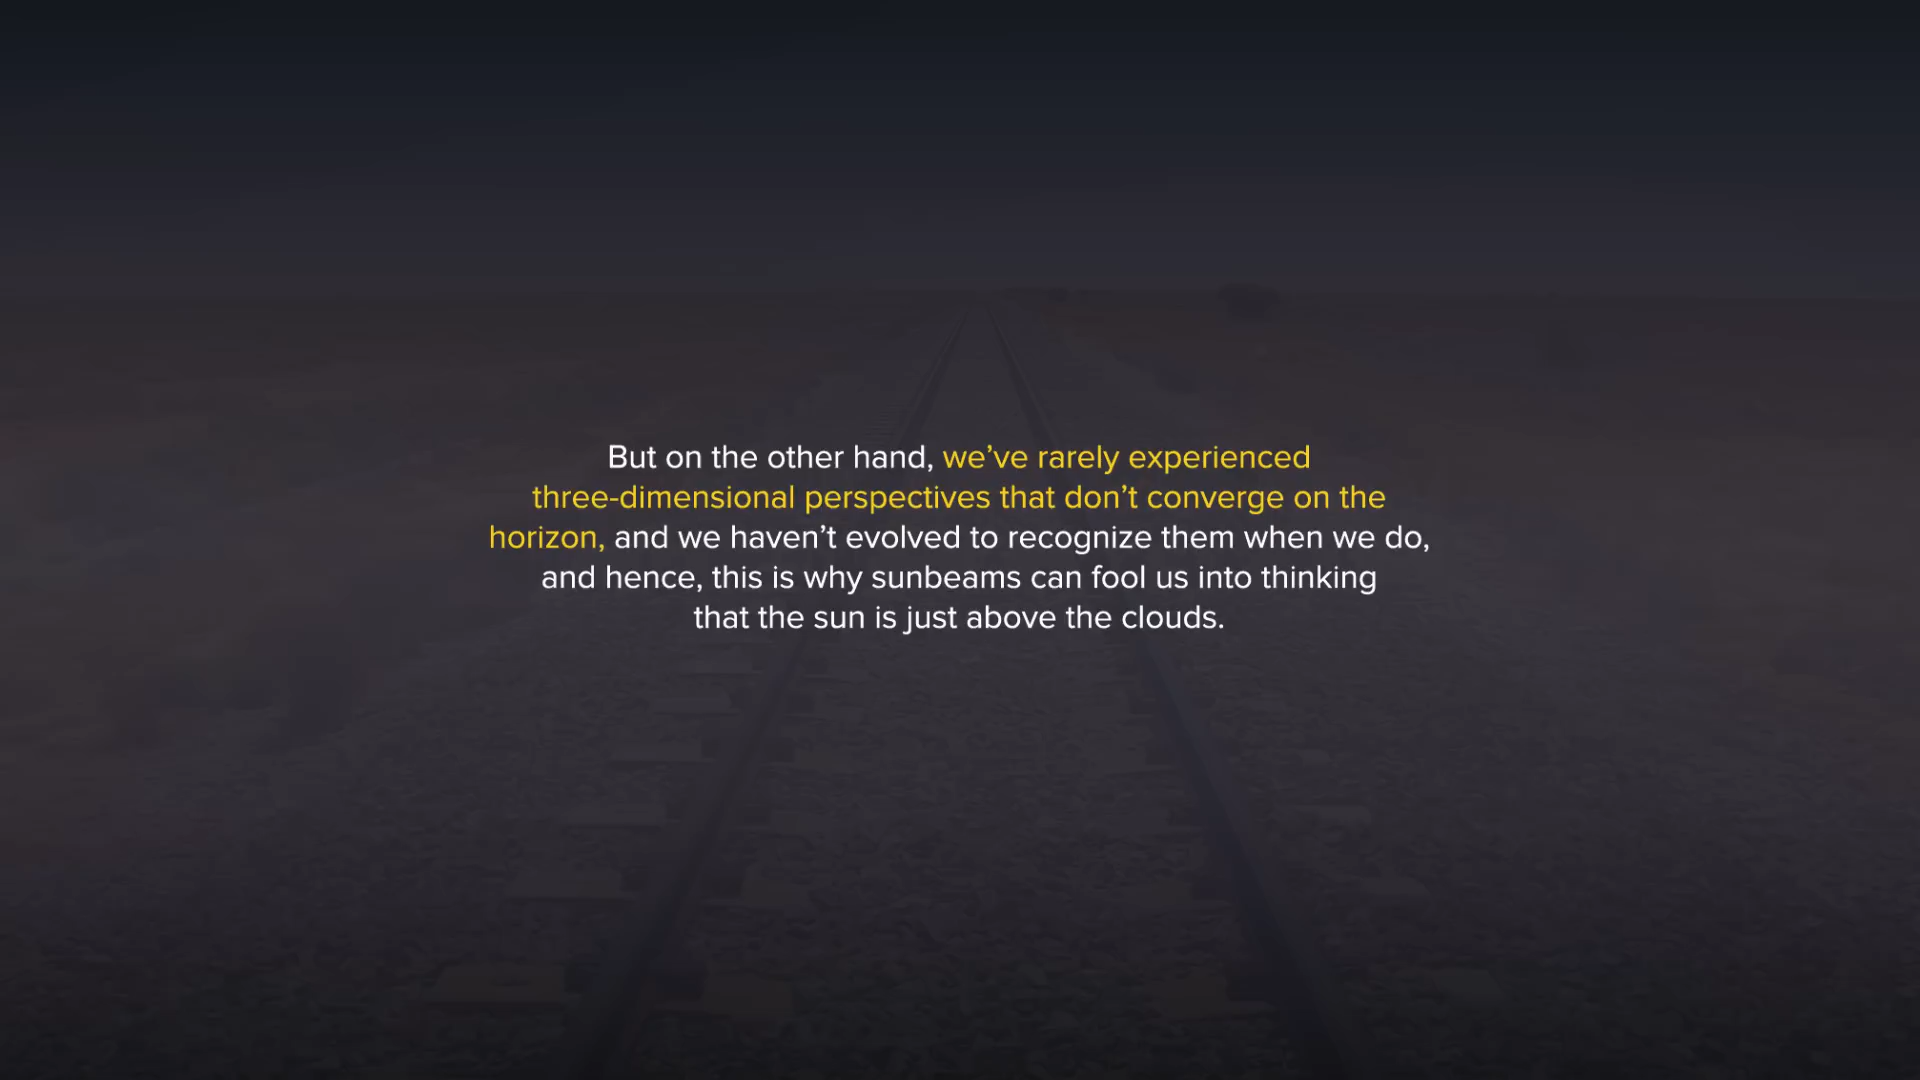 But on the other hand, we’ve rarely experienced
three-dimensional perspectives that don’t converge on the
horizon, and we haven’t evolved to recognize them when we do,
and hence, this is why sunbeams can fool us into thinking
that the sun is just above the clouds.